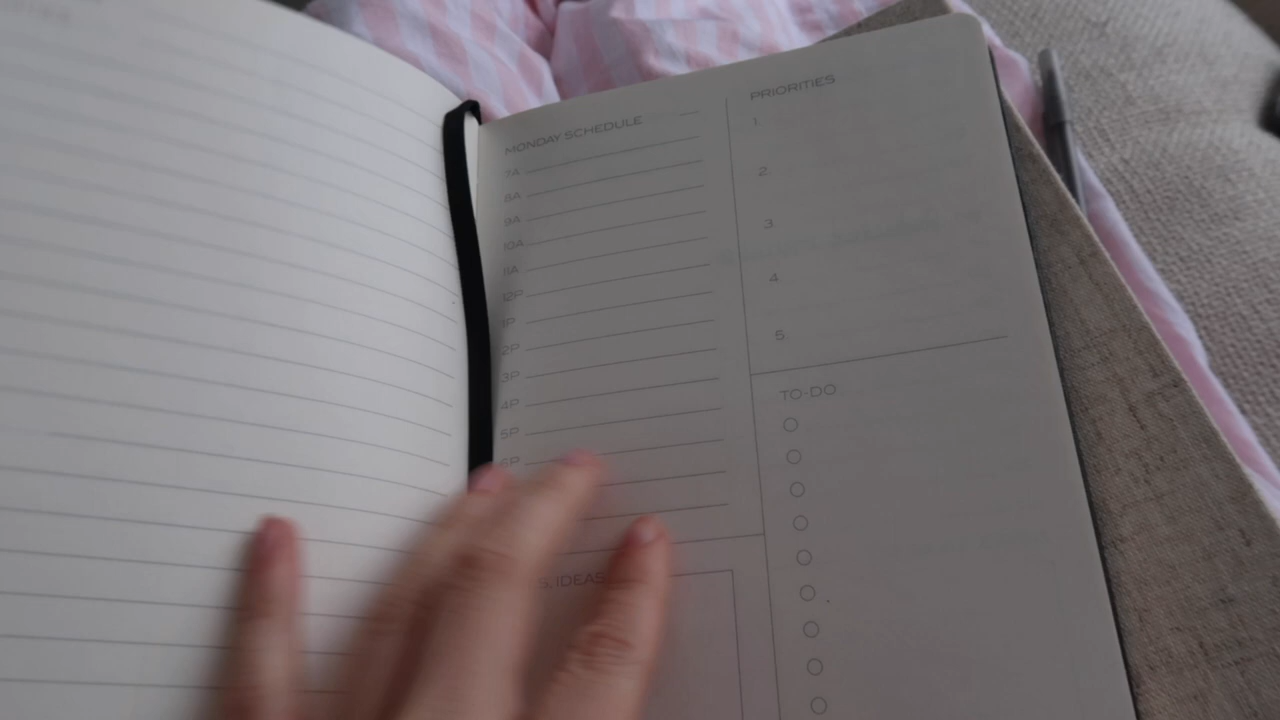 MONDAY SCHEDULE
7A
8A
9A
10A
11A
12P
1P
2P
3P
4P
5P
6P
S, IDEAS
PRIORITIES
1.
2.
3.
4.
5.
TO-DO